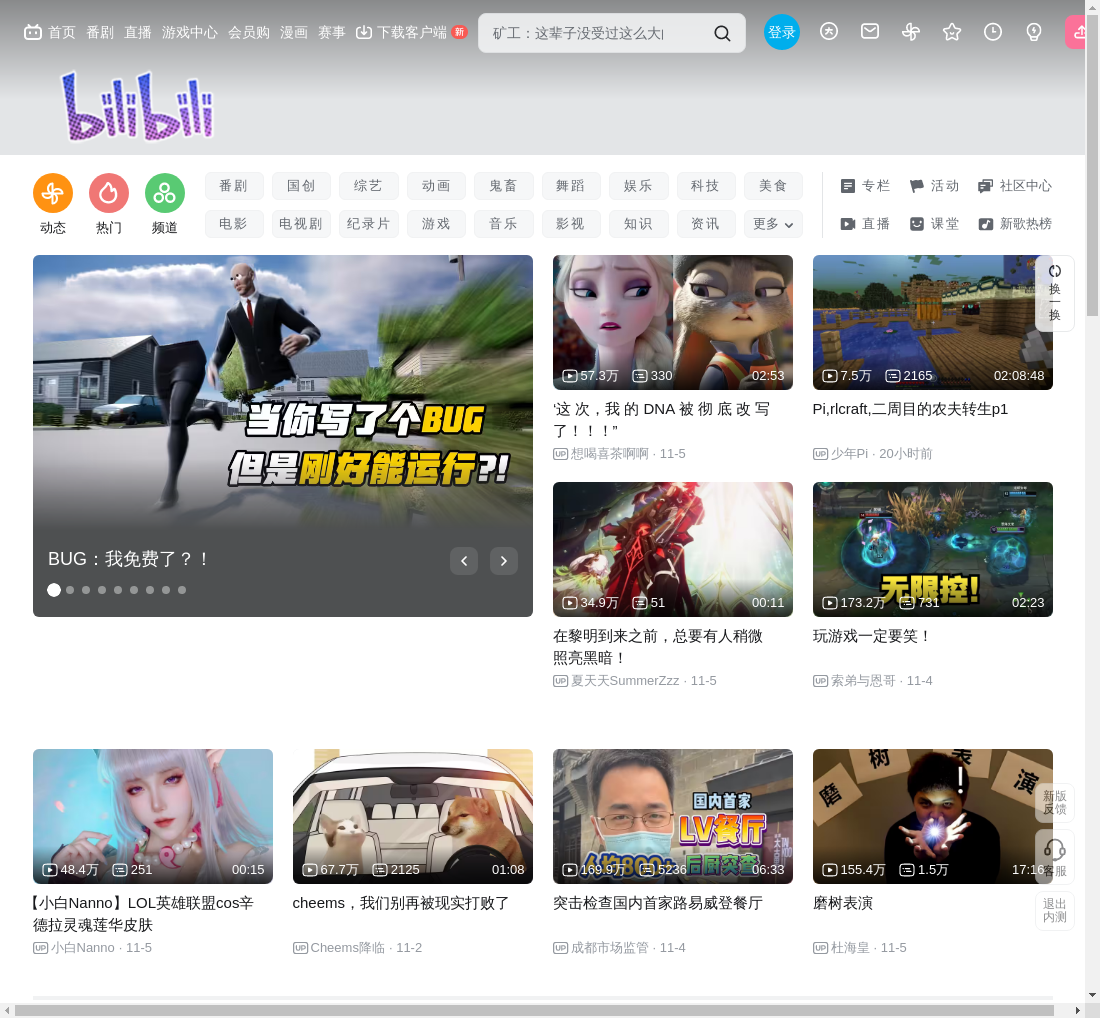 首页 番剧 直播 游戏中心 会员购 漫画 赛事 下载客户端 新
矿工：这辈子没受过这么大
登录
bilibili
动态 热门 频道
番剧 国创 综艺 动画 鬼畜 舞蹈 娱乐 科技 美食
电影 电视剧 纪录片 游戏 音乐 影视 知识 资讯 更多
专栏 活动 社区中心
直播 课堂 新歌热榜
换一换
当你写了个BUG
但是刚好能运行?!
BUG：我免费了？！
57.3万 330 02:53
‘这 次，我 的 DNA 被 彻 底 改 写
了！！！”
UP 想喝喜茶啊啊 · 11-5
7.5万 2165 02:08:48
Pi,rlcraft,二周目的农夫转生p1
UP 少年Pi · 20小时前
34.9万 51 00:11
在黎明到来之前，总要有人稍微
照亮黑暗！
UP 夏天天SummerZzz · 11-5
无限控!
173.2万 731 02:23
玩游戏一定要笑！
UP 索弟与恩哥 · 11-4
48.4万 251 00:15
【小白Nanno】LOL英雄联盟cos辛
德拉灵魂莲华皮肤
UP 小白Nanno · 11-5
67.7万 2125 01:08
cheems，我们别再被现实打败了
UP Cheems降临 · 11-2
国内首家
LV餐厅
人均800+ 后厨突查
169.9万 5236 06:33
突击检查国内首家路易威登餐厅
UP 成都市场监管 · 11-4
磨 树 表 演 !
155.4万 1.5万 17:16
磨树表演
UP 杜海皇 · 11-5
新版
反馈
客服
退出
内测